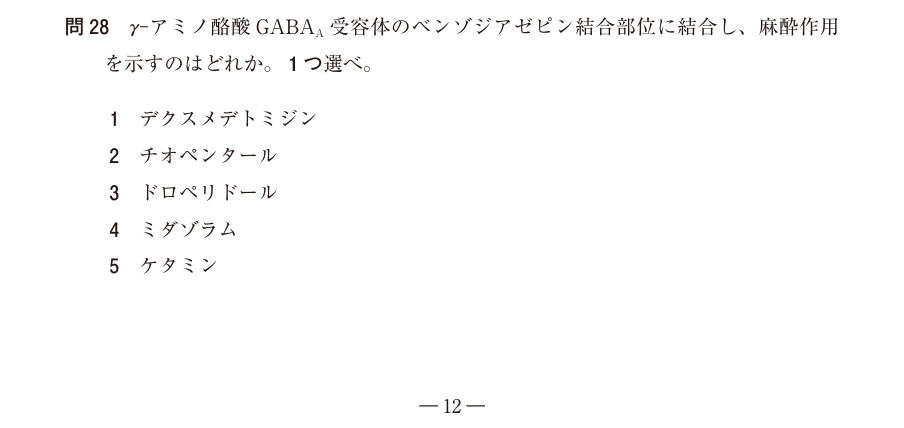 問 28 γ-アミノ酪酸 GABAA 受容体のベンゾジアゼピン結合部位に結合し、麻酔作用
を示すのはどれか。1つ選べ。
1 デクスメデトミジン
2 チオペンタール
3 ドロペリドール
4 ミダゾラム
5 ケタミン
― 12 ―